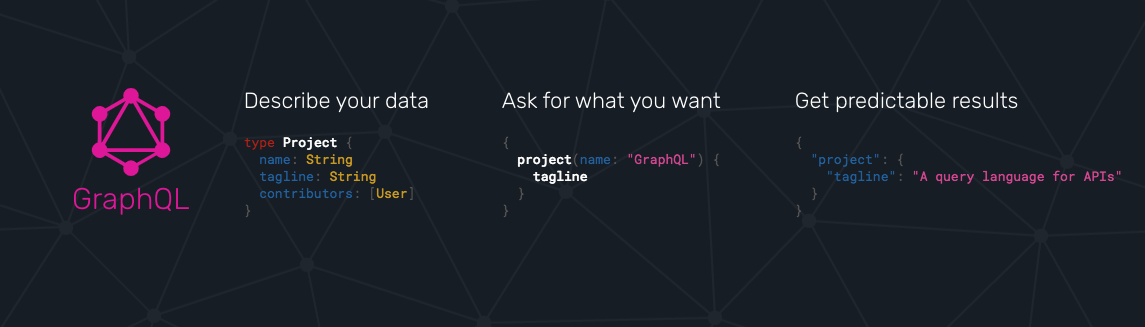 GraphQL
Describe your data
type Project {
  name: String
  tagline: String
  contributors: [User]
}
Ask for what you want
{
  project(name: "GraphQL") {
    tagline
  }
}
Get predictable results
{
  "project": {
    "tagline": "A query language for APIs"
  }
}